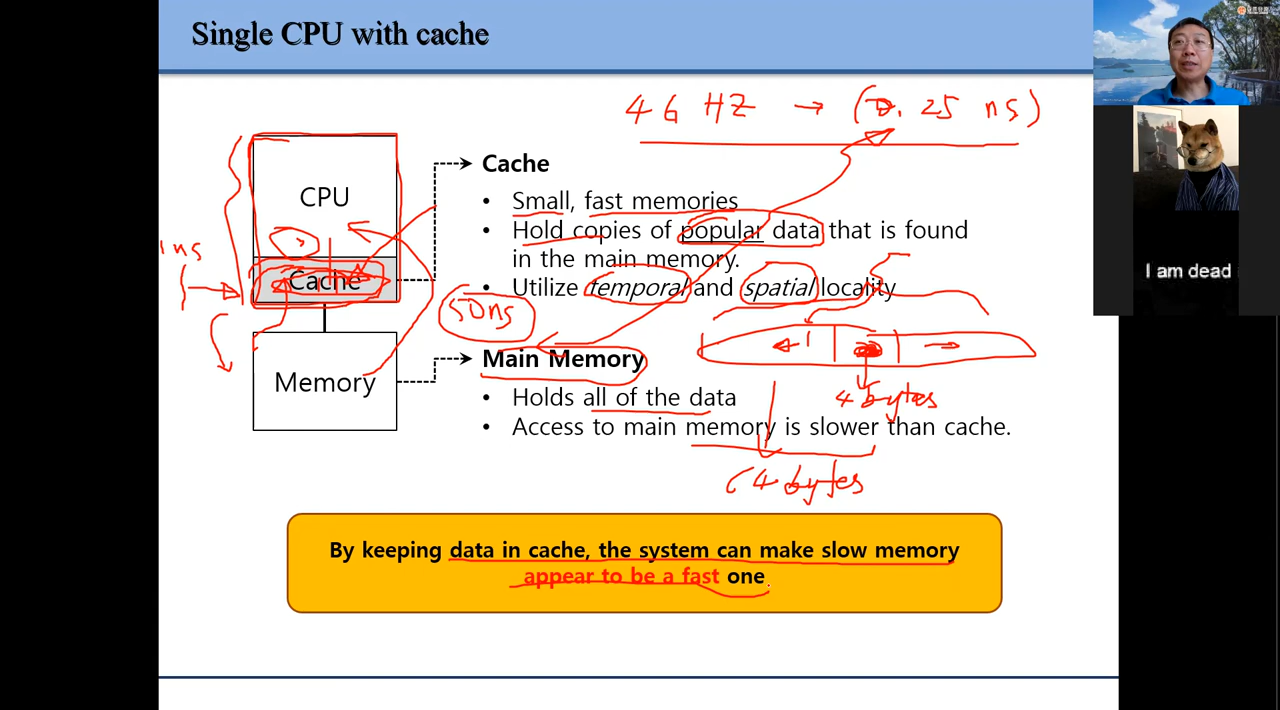 Single CPU with cache
4G HZ → (0.25 ns)
CPU
Cache
1ns
Memory
Cache
• Small, fast memories
• Hold copies of popular data that is found
in the main memory.
• Utilize temporal and spatial locality
50ns
Main Memory
• Holds all of the data
• Access to main memory is slower than cache.
4 bytes
64 bytes
By keeping data in cache, the system can make slow memory
appear to be a fast one.
I am dead